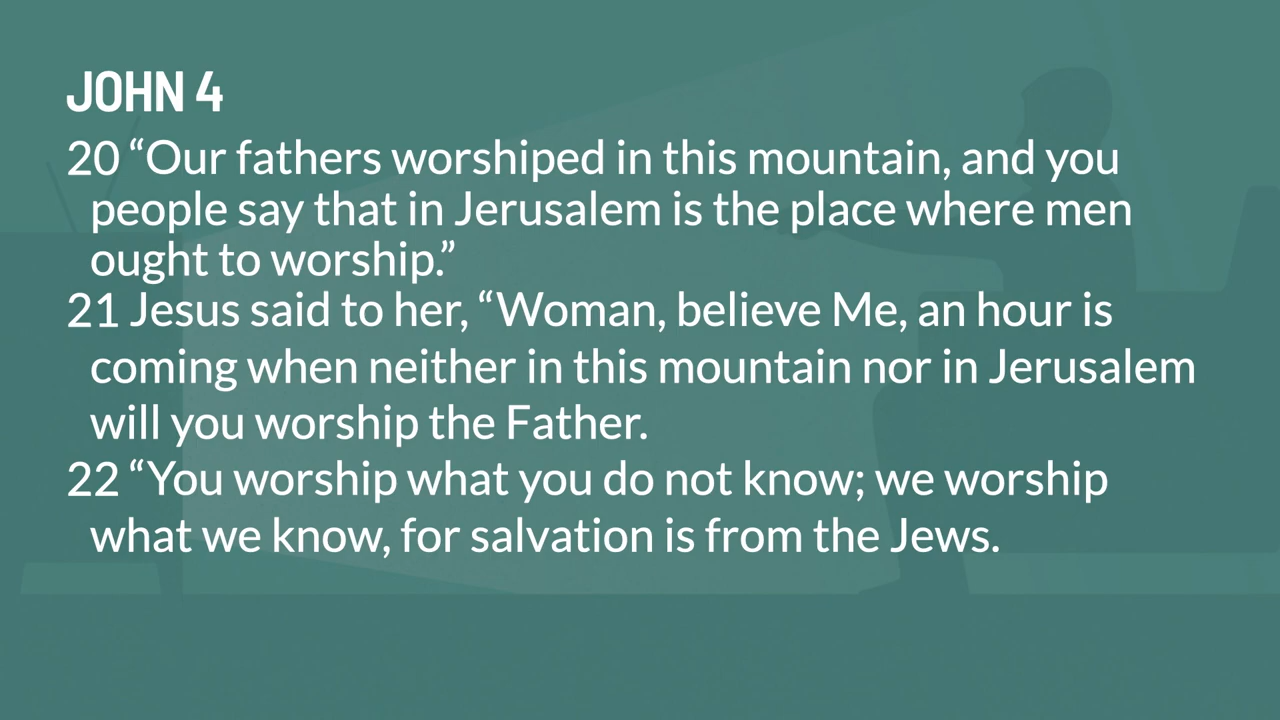 JOHN 4
20 “Our fathers worshiped in this mountain, and you
people say that in Jerusalem is the place where men
ought to worship.”
21 Jesus said to her, “Woman, believe Me, an hour is
coming when neither in this mountain nor in Jerusalem
will you worship the Father.
22 “You worship what you do not know; we worship
what we know, for salvation is from the Jews.